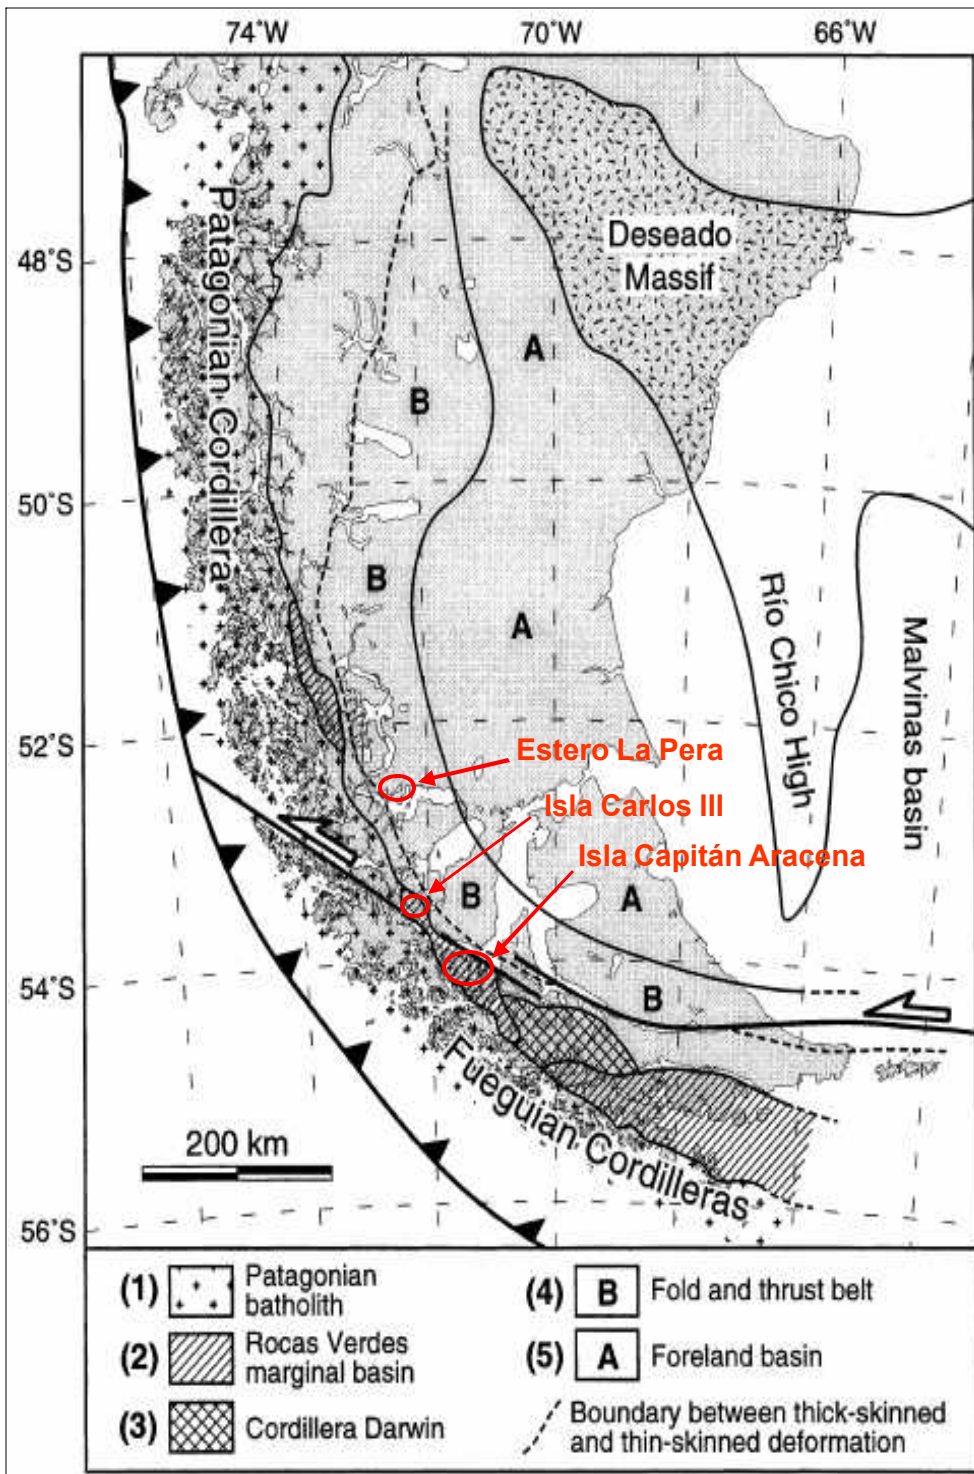 74°W 70°W 66°W
48°S
50°S
52°S
54°S
56°S
Patagonian Cordillera
Deseado
Massif
A
B
B
A
Río Chico High
Malvinas basin
Estero La Pera
Isla Carlos III
Isla Capitán Aracena
B
A
B
Fueguian Cordilleras
200 km
(1) Patagonian
batholith
(2) Rocas Verdes
marginal basin
(3) Cordillera Darwin
(4) B Fold and thrust belt
(5) A Foreland basin
Boundary between thick-skinned
and thin-skinned deformation